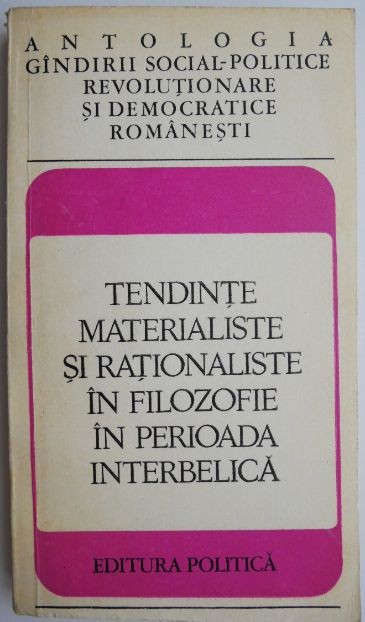 ANTOLOGIA
GÎNDIRII SOCIAL-POLITICE
REVOLUȚIONARE
ȘI DEMOCRATICE
ROMÂNEȘTI
TENDINȚE
MATERIALISTE
ȘI RAȚIONALISTE
ÎN FILOZOFIE
ÎN PERIOADA
INTERBELICĂ
EDITURA POLITICĂ